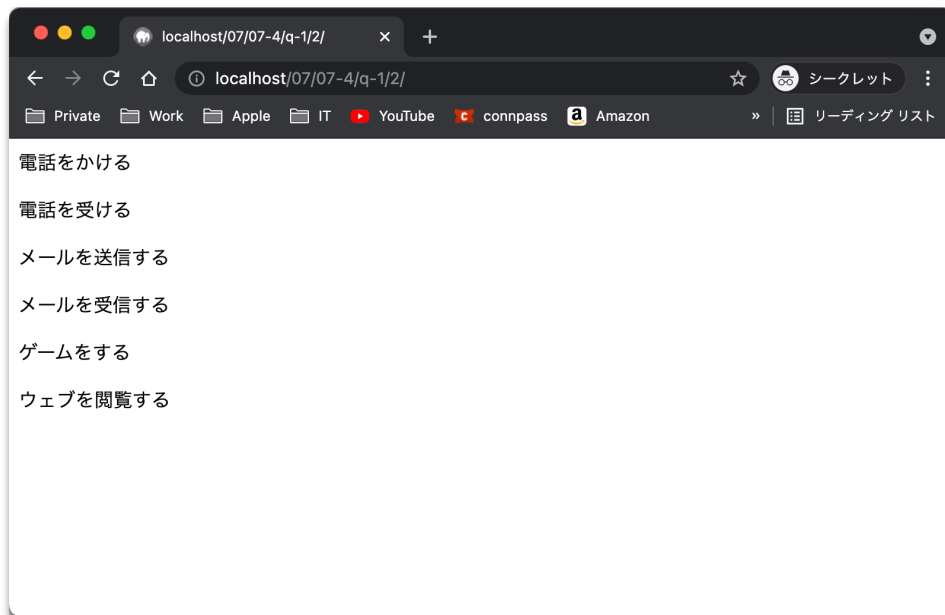 localhost/07/07-4/q-1/2/
localhost/07/07-4/q-1/2/ シークレット
Private Work Apple IT YouTube connpass Amazon » リーディング リスト
電話をかける
電話を受ける
メールを送信する
メールを受信する
ゲームをする
ウェブを閲覧する